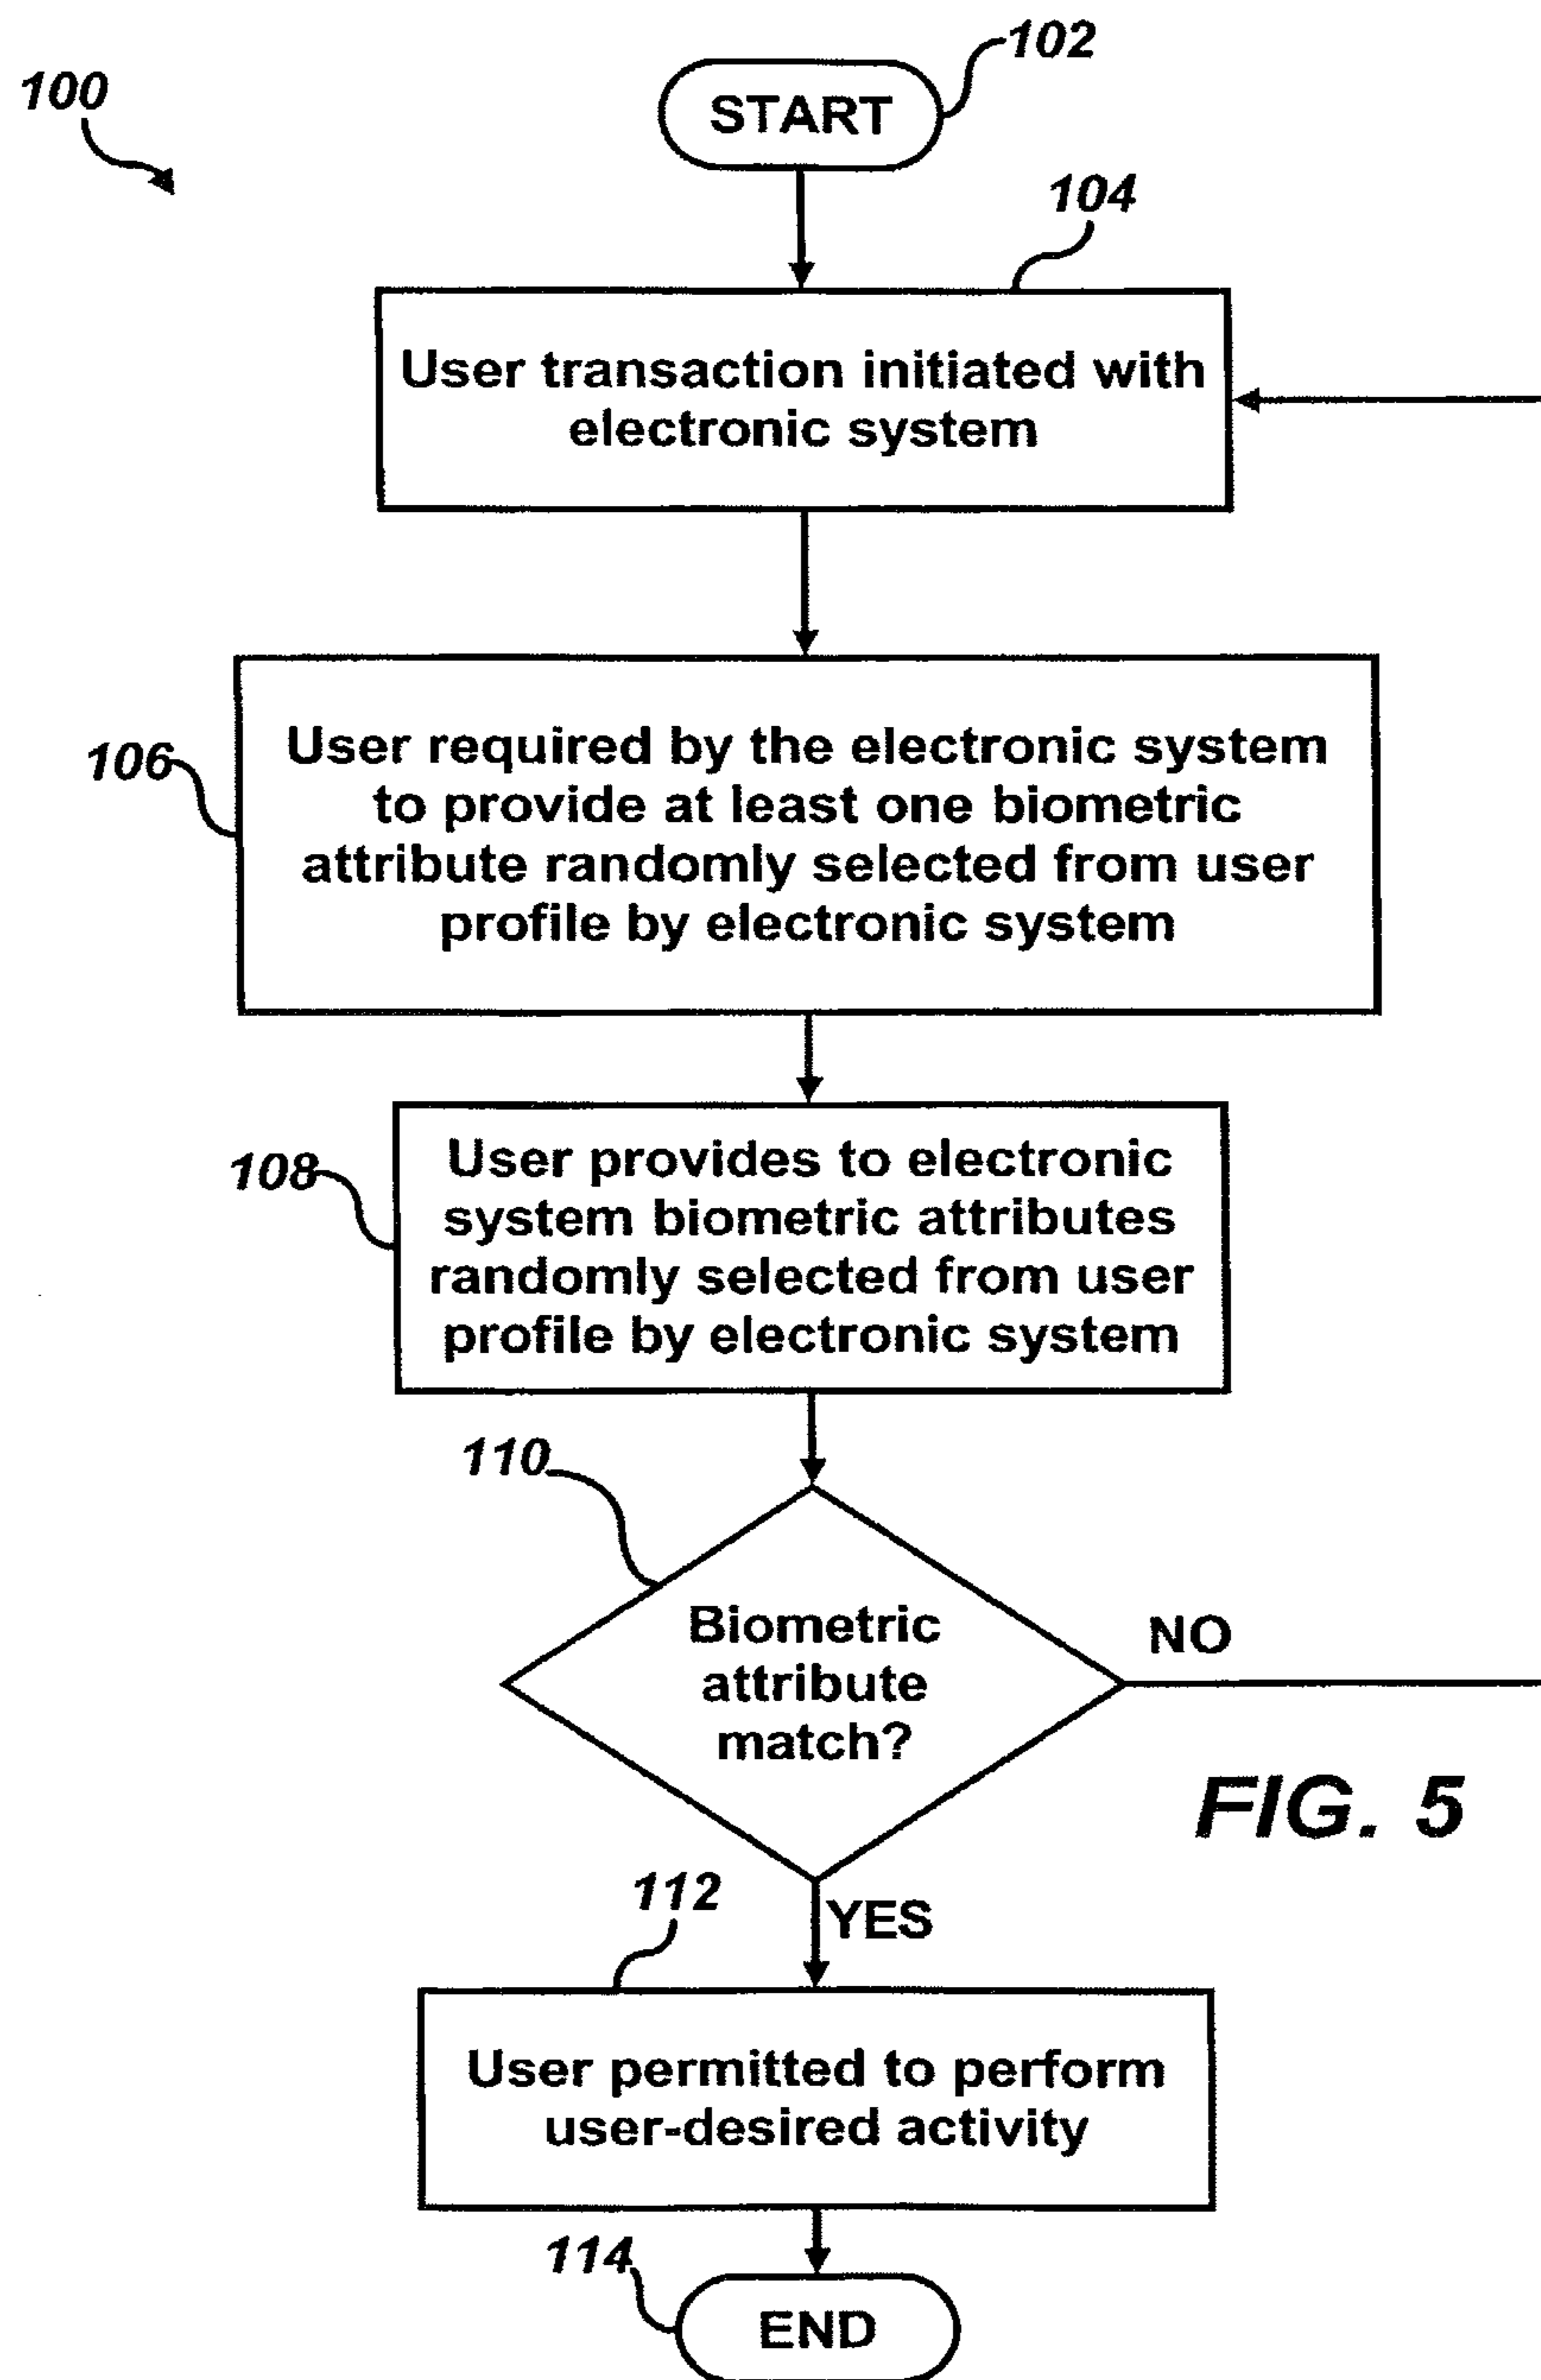 100
102
START
104
User transaction initiated with
electronic system
106
User required by the electronic system
to provide at least one biometric
attribute randomly selected from user
profile by electronic system
108
User provides to electronic
system biometric attributes
randomly selected from user
profile by electronic system
110
Biometric
attribute
match?
NO
FIG. 5
YES
112
User permitted to perform
user-desired activity
114
END